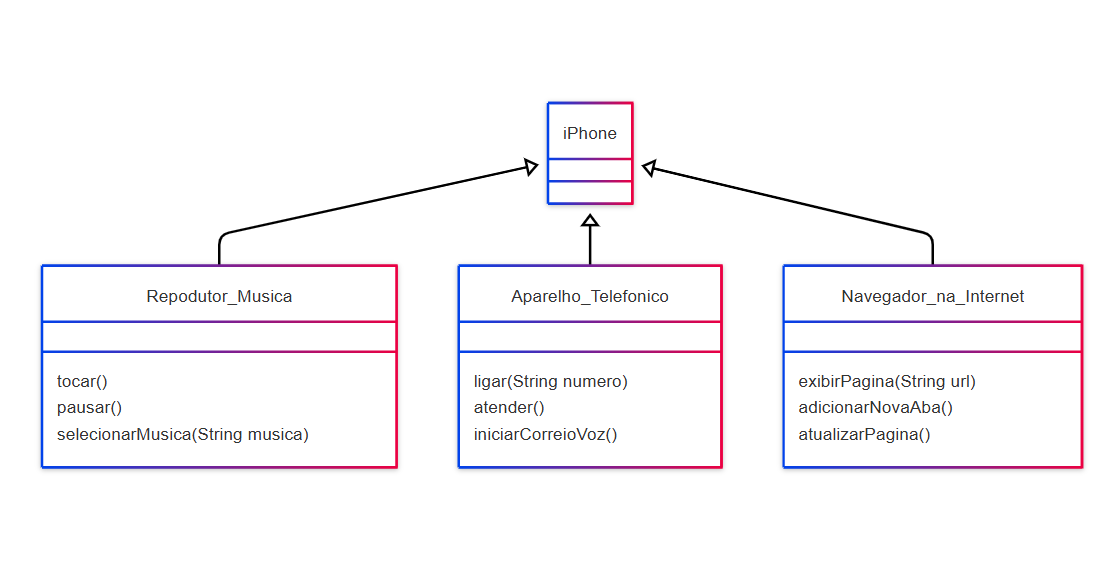 iPhone
Repodutor_Musica
tocar()
pausar()
selecionarMusica(String musica)
Aparelho_Telefonico
ligar(String numero)
atender()
iniciarCorreioVoz()
Navegador_na_Internet
exibirPagina(String url)
adicionarNovaAba()
atualizarPagina()